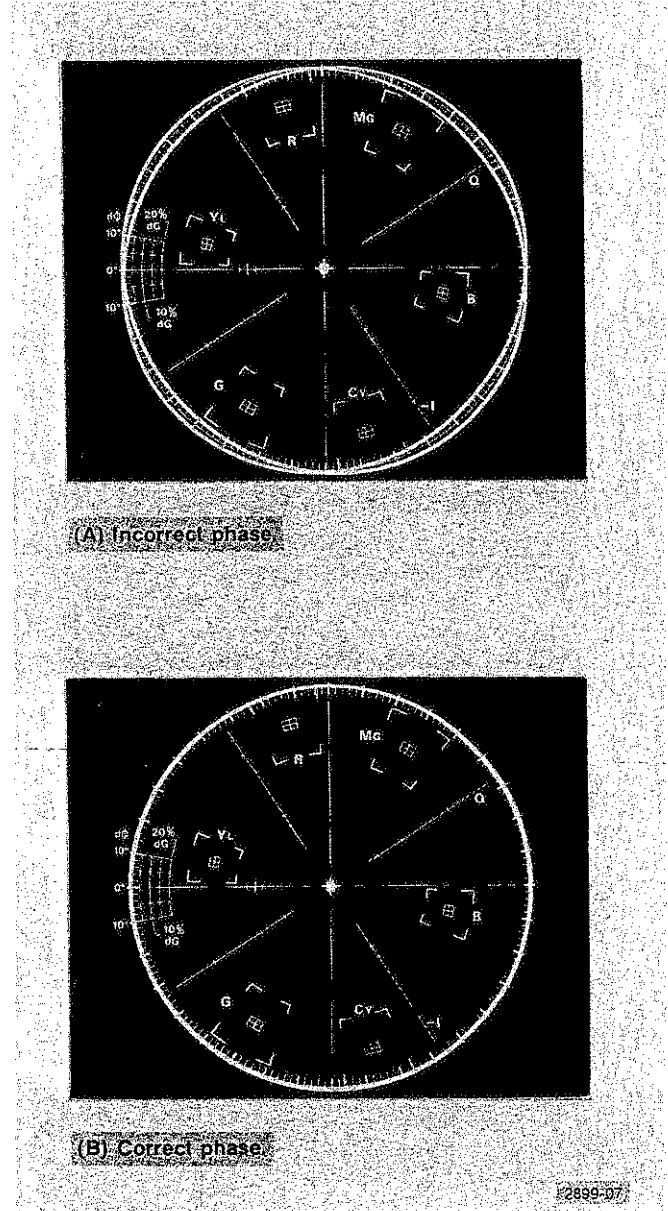 R
MG
Q
dφ
20%
dG
10°
YL
0°
10°
10%
dG
B
G
CY
-I
(A) Incorrect phase.
R
MG
Q
dφ
20%
dG
10°
YL
0°
10°
10%
dG
B
G
CY
-I
(B) Correct phase.
2899-07